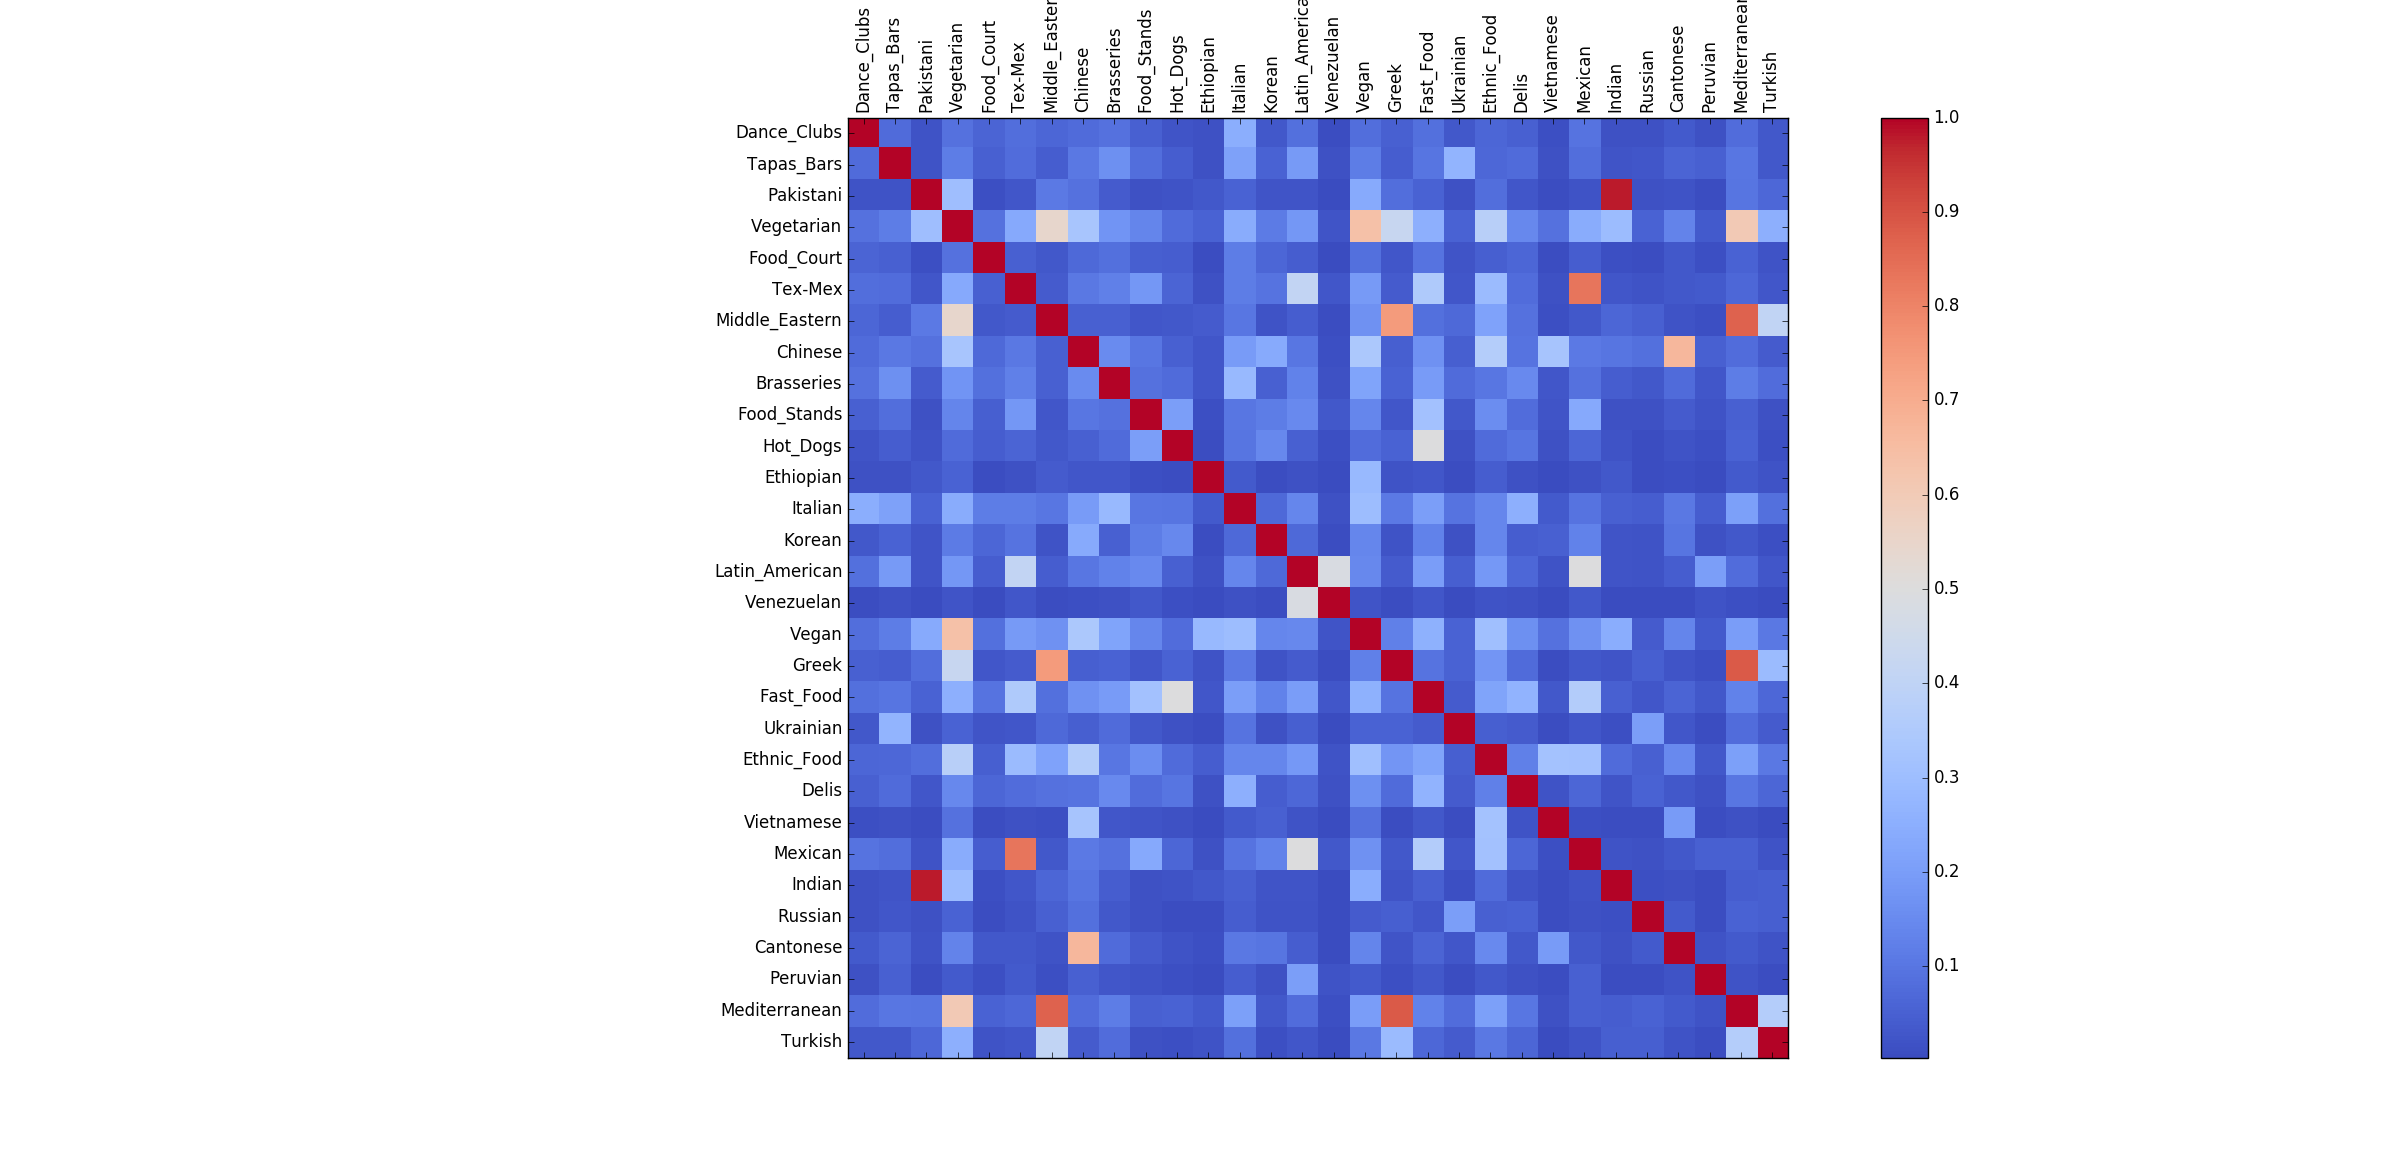 Dance_Clubs
Tapas_Bars
Pakistani
Vegetarian
Food_Court
Tex-Mex
Middle_Easter
Chinese
Brasseries
Food_Stands
Hot_Dogs
Ethiopian
Italian
Korean
Latin_America
Venezuelan
Vegan
Greek
Fast_Food
Ukrainian
Ethnic_Food
Delis
Vietnamese
Mexican
Indian
Russian
Cantonese
Peruvian
Mediterranean
Turkish
Dance_Clubs
Tapas_Bars
Pakistani
Vegetarian
Food_Court
Tex-Mex
Middle_Eastern
Chinese
Brasseries
Food_Stands
Hot_Dogs
Ethiopian
Italian
Korean
Latin_American
Venezuelan
Vegan
Greek
Fast_Food
Ukrainian
Ethnic_Food
Delis
Vietnamese
Mexican
Indian
Russian
Cantonese
Peruvian
Mediterranean
Turkish
1.0
0.9
0.8
0.7
0.6
0.5
0.4
0.3
0.2
0.1